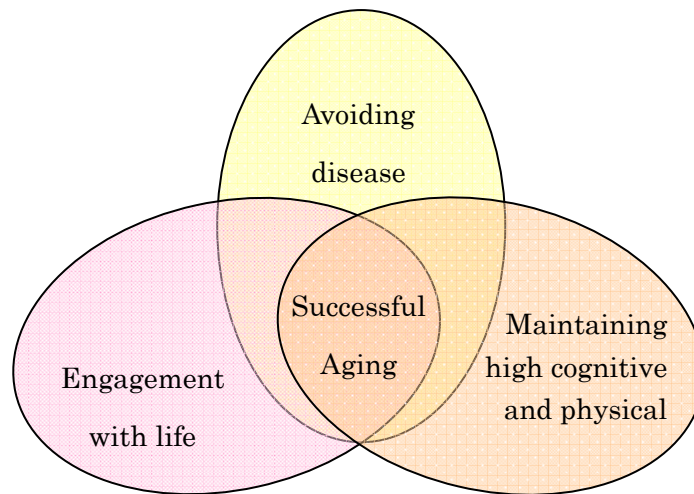 Avoiding
disease
Successful
Aging
Engagement
with life
Maintaining
high cognitive
and physical